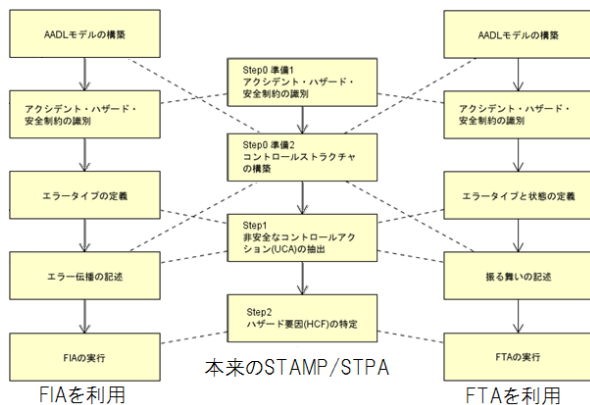 AADLモデルの構築
アクシデント・ハザード・
安全制約の識別
エラータイプの定義
エラー伝播の記述
FIAの実行
FIAを利用
Step0 準備1
アクシデント・ハザード・
安全制約の識別
Step0 準備2
コントロールストラクチャ
の構築
Step1
非安全なコントロールアク
ション(UCA)の抽出
Step2
ハザード要因(HCF)の特定
本来のSTAMP/STPA
AADLモデルの構築
アクシデント・ハザード・
安全制約の識別
エラータイプと状態の定義
振る舞いの記述
FTAの実行
FTAを利用